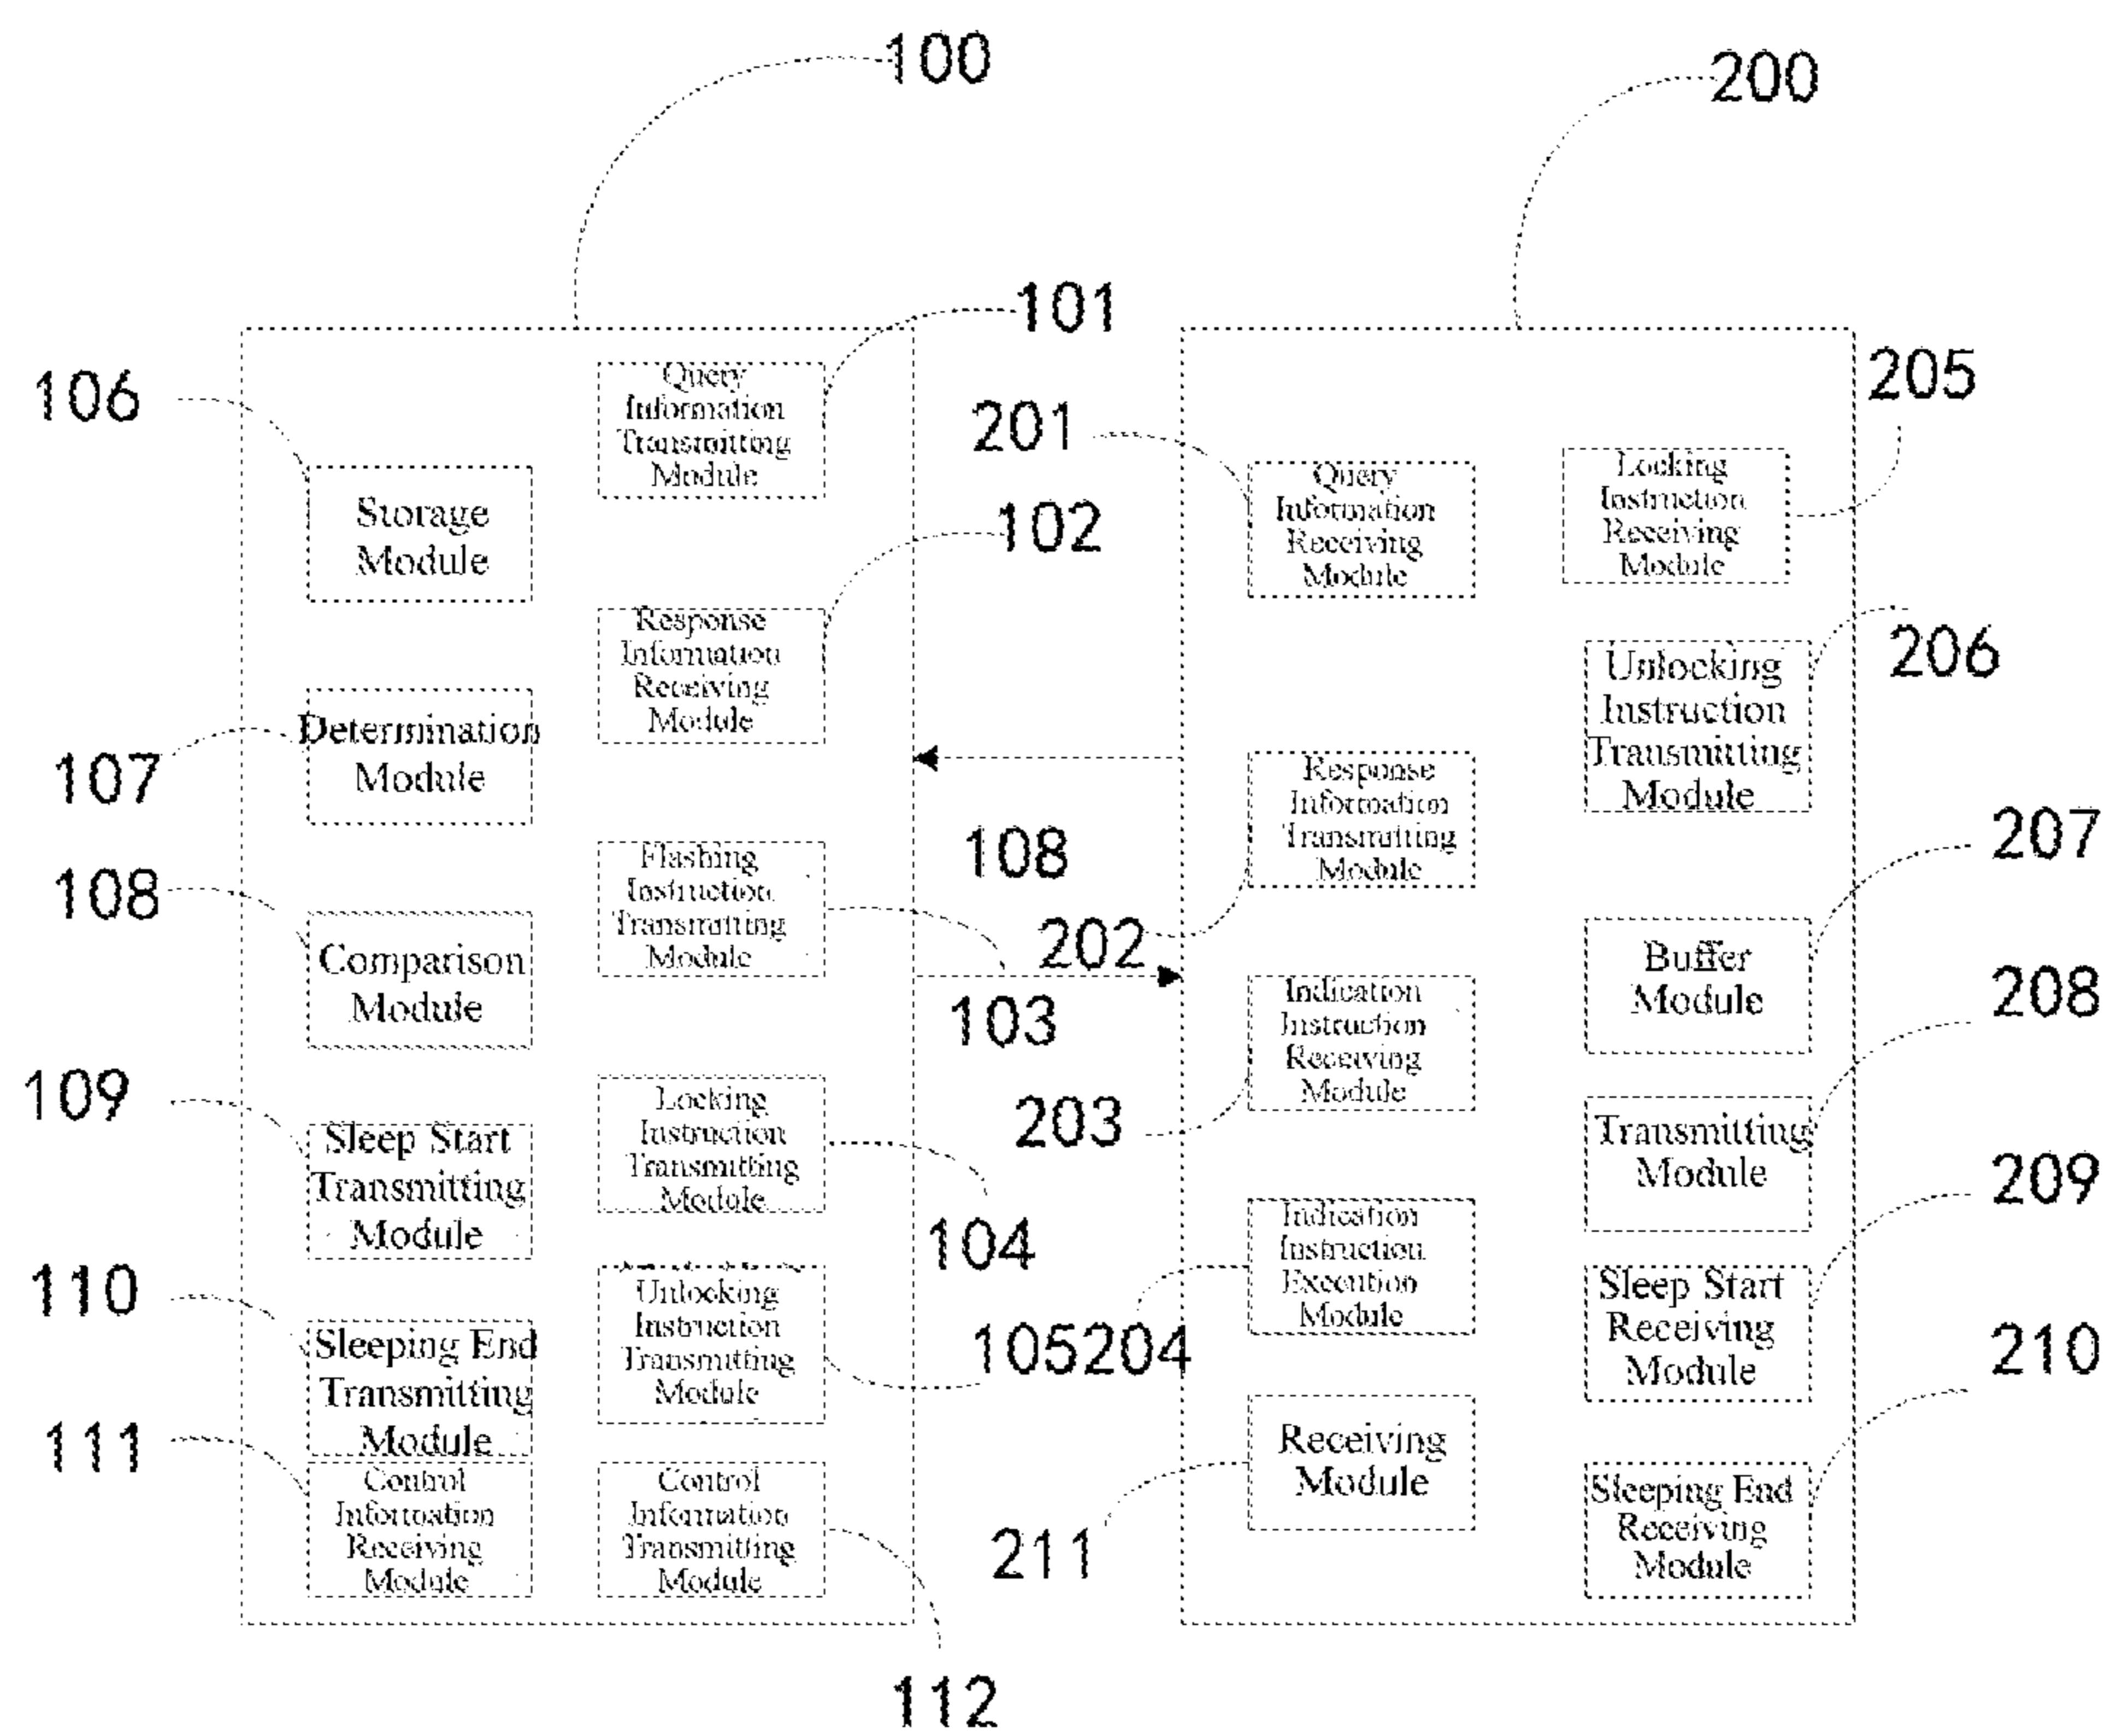 100
200
101
106
Query
Information
Transmitting
Module
201
205
Storage
Module
102
Query
Information
Receiving
Module
Locking
Instruction
Receiving
Module
Response
Information
Receiving
Module
206
Unlocking
Instruction
Transmitting
Module
107
Determination
Module
Response
Information
Transmitting
Module
108
207
108
Flashing
Instruction
Transmitting
Module
202
Comparison
Module
Buffer
Module
208
103
Indication
Instruction
Receiving
Module
109
203
Locking
Instruction
Transmitting
Module
Transmitting
Module
Sleep Start
Transmitting
Module
209
104
Indication
Instruction
Execution
Module
110
Unlocking
Instruction
Transmitting
Module
105204
Sleep Start
Receiving
Module
210
Sleeping End
Transmitting
Module
111
Receiving
Module
Control
Information
Receiving
Module
Control
Information
Transmitting
Module
211
Sleeping End
Receiving
Module
112